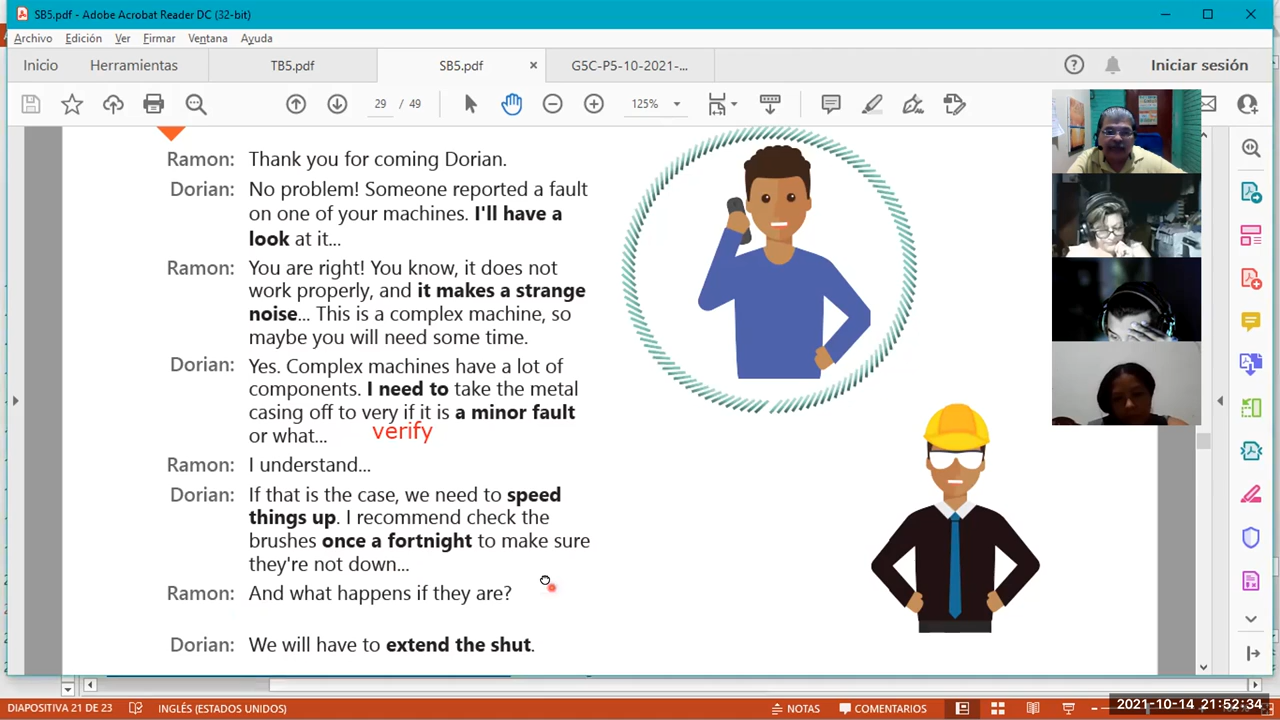 SB5.pdf - Adobe Acrobat Reader DC (32-bit)
Archivo Edición Ver Firmar Ventana Ayuda
Inicio Herramientas TB5.pdf SB5.pdf × G5C-P5-10-2021-... Iniciar sesión
29 / 49 125%
Ramon: Thank you for coming Dorian.
Dorian: No problem! Someone reported a fault
on one of your machines. I'll have a
look at it...
Ramon: You are right! You know, it does not
work properly, and it makes a strange
noise... This is a complex machine, so
maybe you will need some time.
Dorian: Yes. Complex machines have a lot of
components. I need to take the metal
casing off to very if it is a minor fault
verify
or what...
Ramon: I understand...
Dorian: If that is the case, we need to speed
things up. I recommend check the
brushes once a fortnight to make sure
they're not down...
Ramon: And what happens if they are?
Dorian: We will have to extend the shut.
DIAPOSITIVA 21 DE 23 INGLÉS (ESTADOS UNIDOS) NOTAS COMENTARIOS
2021-10-14 21:52:34